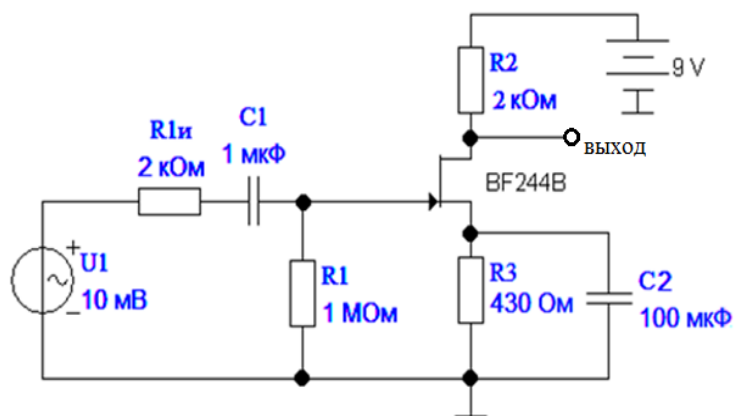 R2
2 кОм
9 V
выход
C1
1 мкФ
R1и
2 кОм
BF244B
U1
10 мВ
R1
1 МОм
R3
430 Ом
C2
100 мкФ